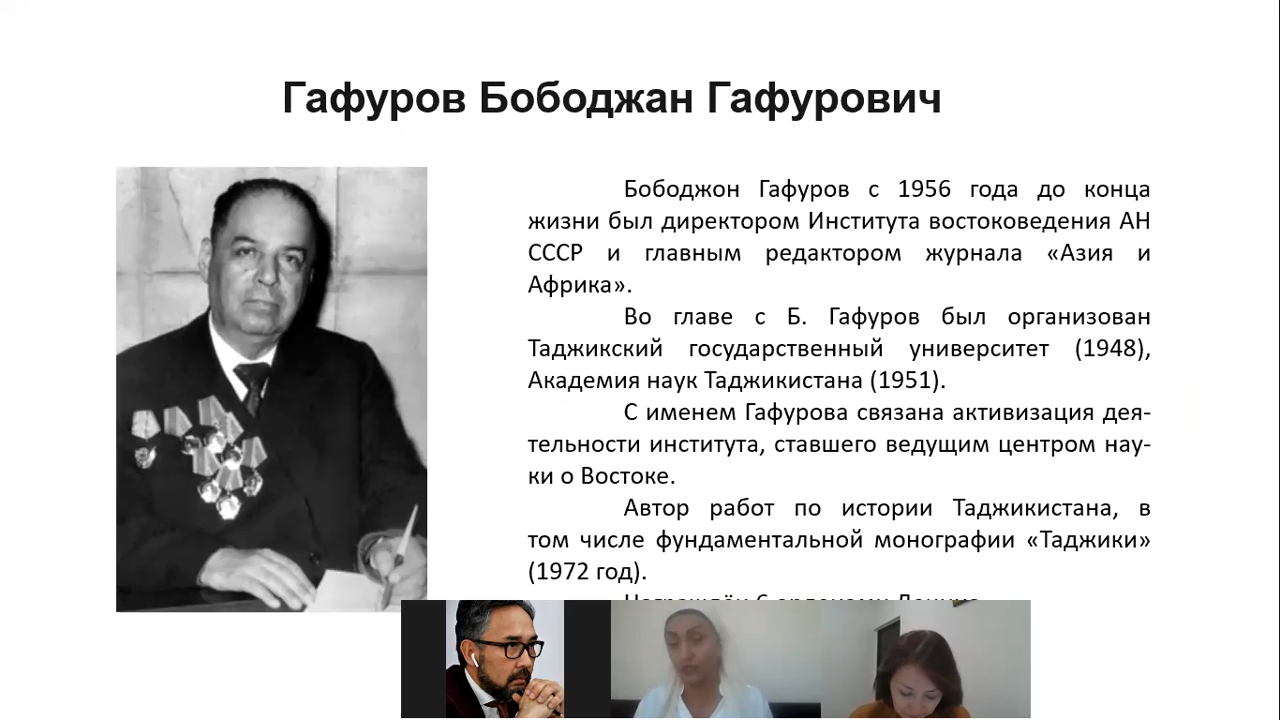 Гафуров Бободжан Гафурович
Бободжон Гафуров с 1956 года до конца
жизни был директором Института востоковедения АН
СССР и главным редактором журнала «Азия и
Африка».
Во главе с Б. Гафуров был организован
Таджикский государственный университет (1948),
Академия наук Таджикистана (1951).
С именем Гафурова связана активизация дея-
тельности института, ставшего ведущим центром нау-
ки о Востоке.
Автор работ по истории Таджикистана, в
том числе фундаментальной монографии «Таджики»
(1972 год).